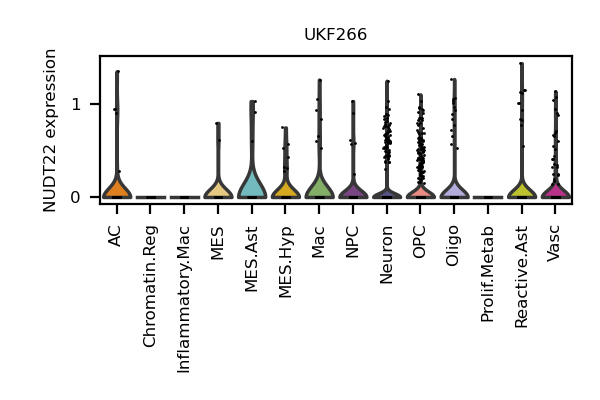 UKF266
NUDT22 expression
1
0
AC
Chromatin.Reg
Inflammatory.Mac
MES
MES.Ast
MES.Hyp
Mac
NPC
Neuron
OPC
Oligo
Prolif.Metab
Reactive.Ast
Vasc